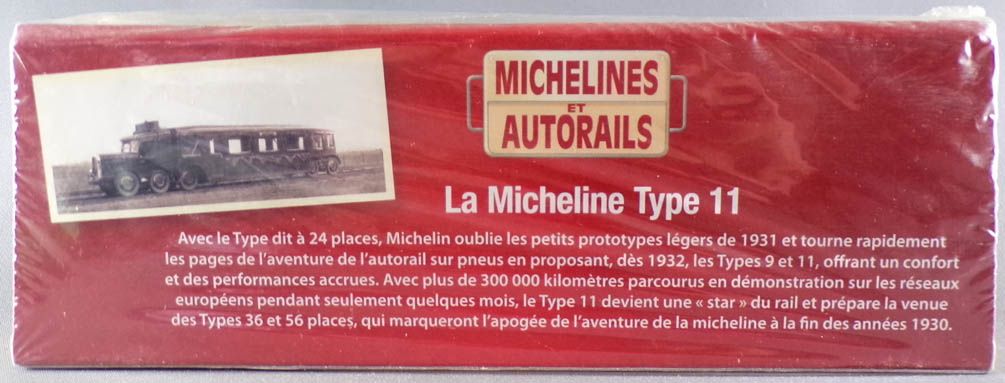 MICHELINES
ET
AUTORAILS
La Micheline Type 11
Avec le Type dit à 24 places, Michelin oublie les petits prototypes légers de 1931 et tourne rapidement
les pages de l'aventure de l'autorail sur pneus en proposant, dès 1932, les Types 9 et 11, offrant un confort
et des performances accrues. Avec plus de 300 000 kilomètres parcourus en démonstration sur les réseaux
européens pendant seulement quelques mois, le Type 11 devient une « star » du rail et prépare la venue
des Types 36 et 56 places, qui marqueront l'apogée de l'aventure de la micheline à la fin des années 1930.